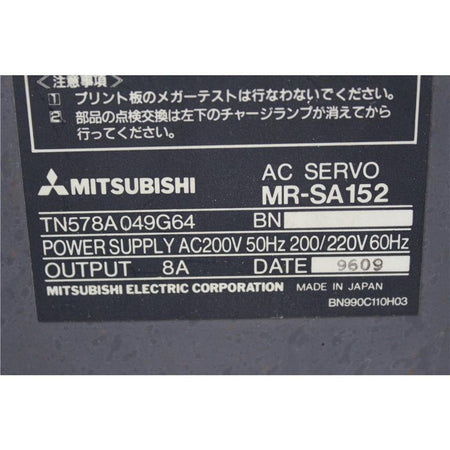 〈注意事項〉
1 プリント板のメガーテストは行なわないでください。
2 部品の点検交換は左下のチャージランプが消えてから
行ってください。
MITSUBISHI
AC SERVO
MR-SA152
TN578A049G64 BN
POWER SUPPLY AC200V 50Hz 200/220V 60Hz
OUTPUT 8A DATE 9609
MITSUBISHI ELECTRIC CORPORATION MADE IN JAPAN
BN990C110H03